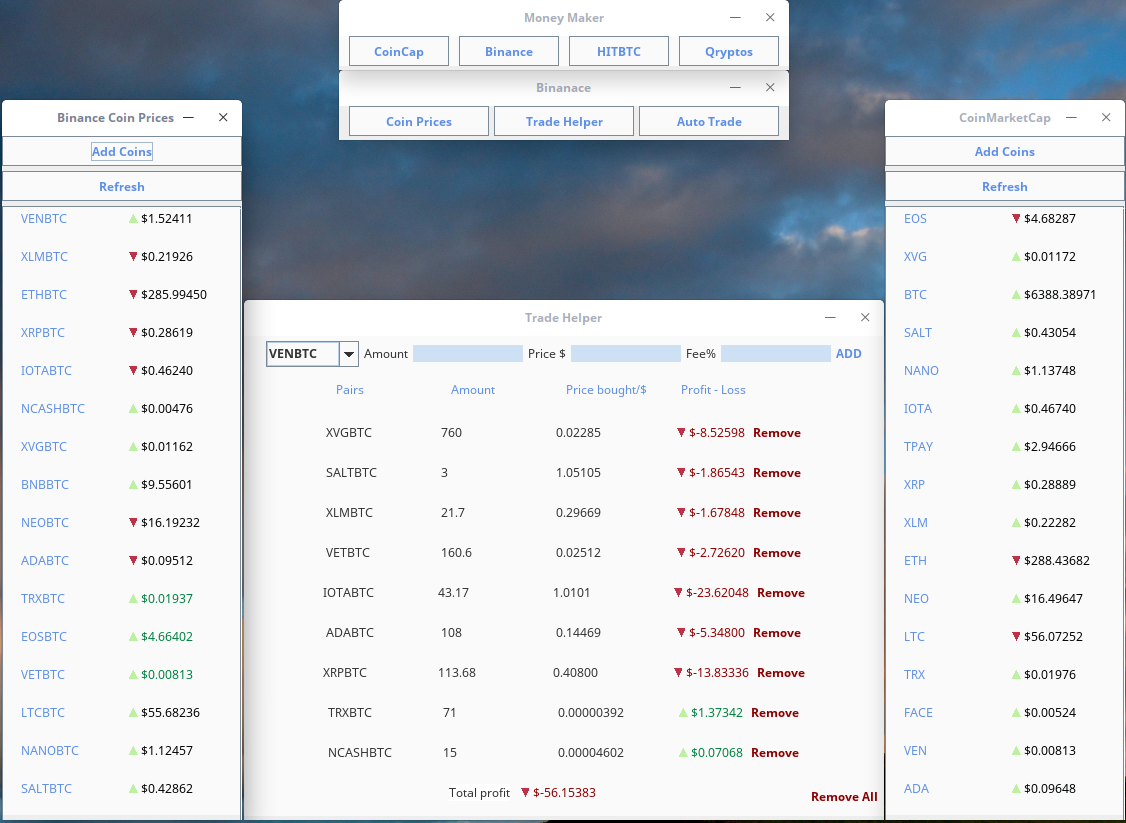 Money Maker
CoinCap Binance HITBTC Qryptos
Binanace
Coin Prices Trade Helper Auto Trade
Binance Coin Prices
Add Coins
Refresh
VENBTC $1.52411
XLMBTC $0.21926
ETHBTC $285.99450
XRPBTC $0.28619
IOTABTC $0.46240
NCASHBTC $0.00476
XVGBTC $0.01162
BNBBTC $9.55601
NEOBTC $16.19232
ADABTC $0.09512
TRXBTC $0.01937
EOSBTC $4.66402
VETBTC $0.00813
LTCBTC $55.68236
NANOBTC $1.12457
SALTBTC $0.42862
Trade Helper
VENBTC Amount Price $ Fee% ADD
Pairs Amount Price bought/$ Profit - Loss
XVGBTC 760 0.02285 $-8.52598 Remove
SALTBTC 3 1.05105 $-1.86543 Remove
XLMBTC 21.7 0.29669 $-1.67848 Remove
VETBTC 160.6 0.02512 $-2.72620 Remove
IOTABTC 43.17 1.0101 $-23.62048 Remove
ADABTC 108 0.14469 $-5.34800 Remove
XRPBTC 113.68 0.40800 $-13.83336 Remove
TRXBTC 71 0.00000392 $1.37342 Remove
NCASHBTC 15 0.00004602 $0.07068 Remove
Total profit $-56.15383
Remove All
CoinMarketCap
Add Coins
Refresh
EOS $4.68287
XVG $0.01172
BTC $6388.38971
SALT $0.43054
NANO $1.13748
IOTA $0.46740
TPAY $2.94666
XRP $0.28889
XLM $0.22282
ETH $288.43682
NEO $16.49647
LTC $56.07252
TRX $0.01976
FACE $0.00524
VEN $0.00813
ADA $0.09648